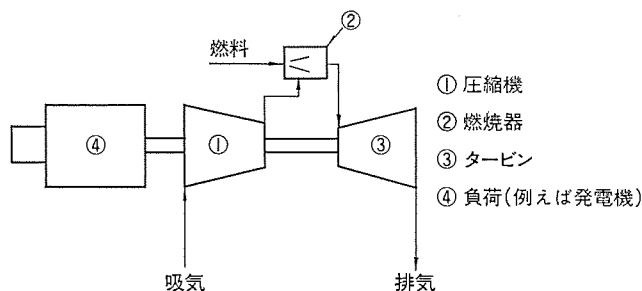 ②
燃料
① 圧縮機
② 燃焼器
③ タービン
④ 負荷(例えば発電機)
④
①
③
吸気
排気